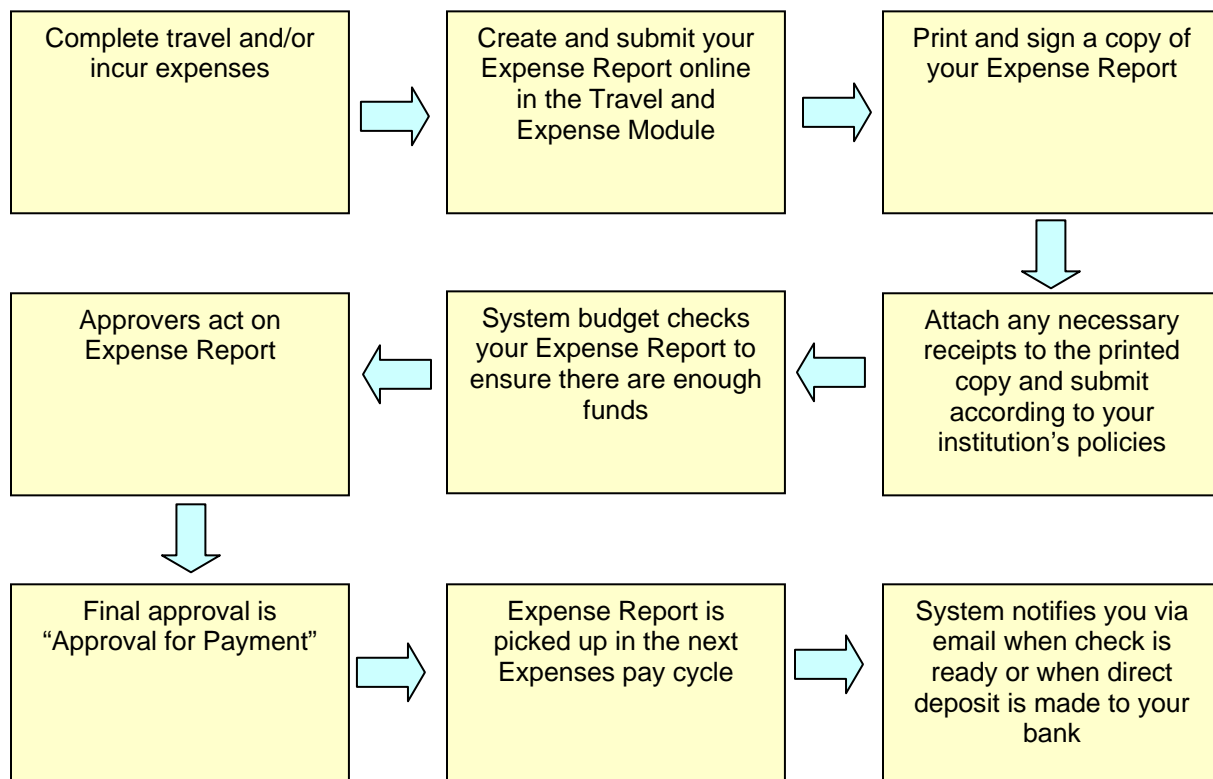 Complete travel and/or
incur expenses
Create and submit your
Expense Report online
in the Travel and
Expense Module
Print and sign a copy of
your Expense Report
Attach any necessary
receipts to the printed
copy and submit
according to your
institution’s policies
System budget checks
your Expense Report to
ensure there are enough
funds
Approvers act on
Expense Report
Final approval is
“Approval for Payment”
Expense Report is
picked up in the next
Expenses pay cycle
System notifies you via
email when check is
ready or when direct
deposit is made to your
bank